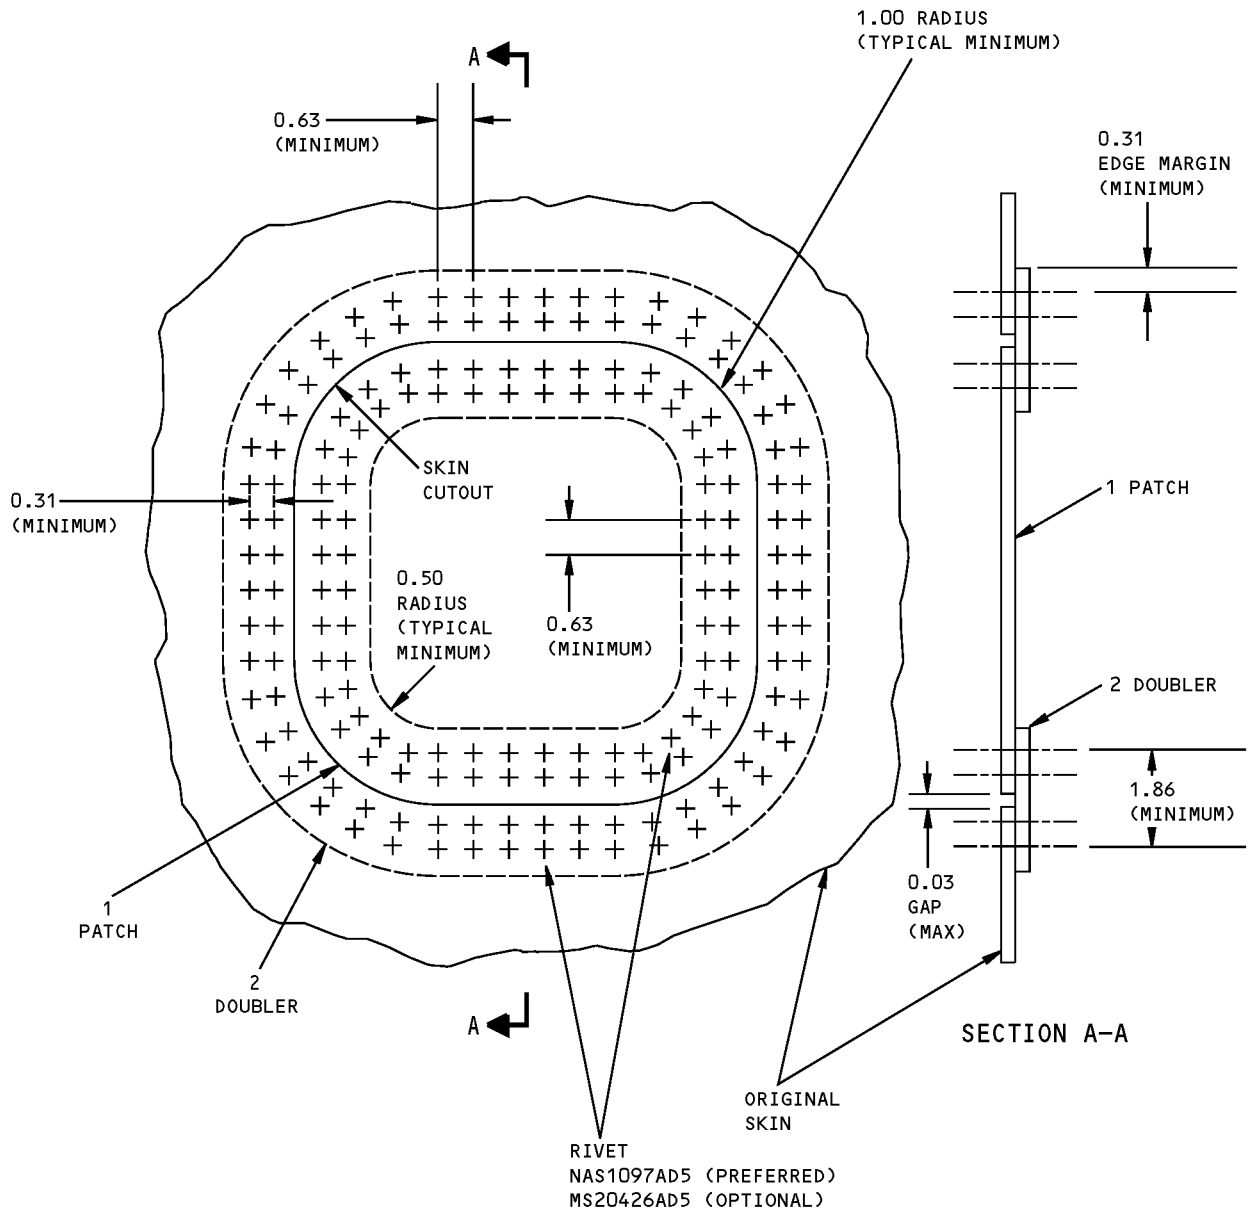 1.00 RADIUS
(TYPICAL MINIMUM)
A
0.63
(MINIMUM)
0.31
EDGE MARGIN
(MINIMUM)
SKIN
CUTOUT
0.31
(MINIMUM)
1 PATCH
0.50
RADIUS
(TYPICAL
MINIMUM)
0.63
(MINIMUM)
2 DOUBLER
1.86
(MINIMUM)
0.03
GAP
(MAX)
1
PATCH
2
DOUBLER
A
SECTION A-A
ORIGINAL
SKIN
RIVET
NAS1097AD5 (PREFERRED)
MS20426AD5 (OPTIONAL)